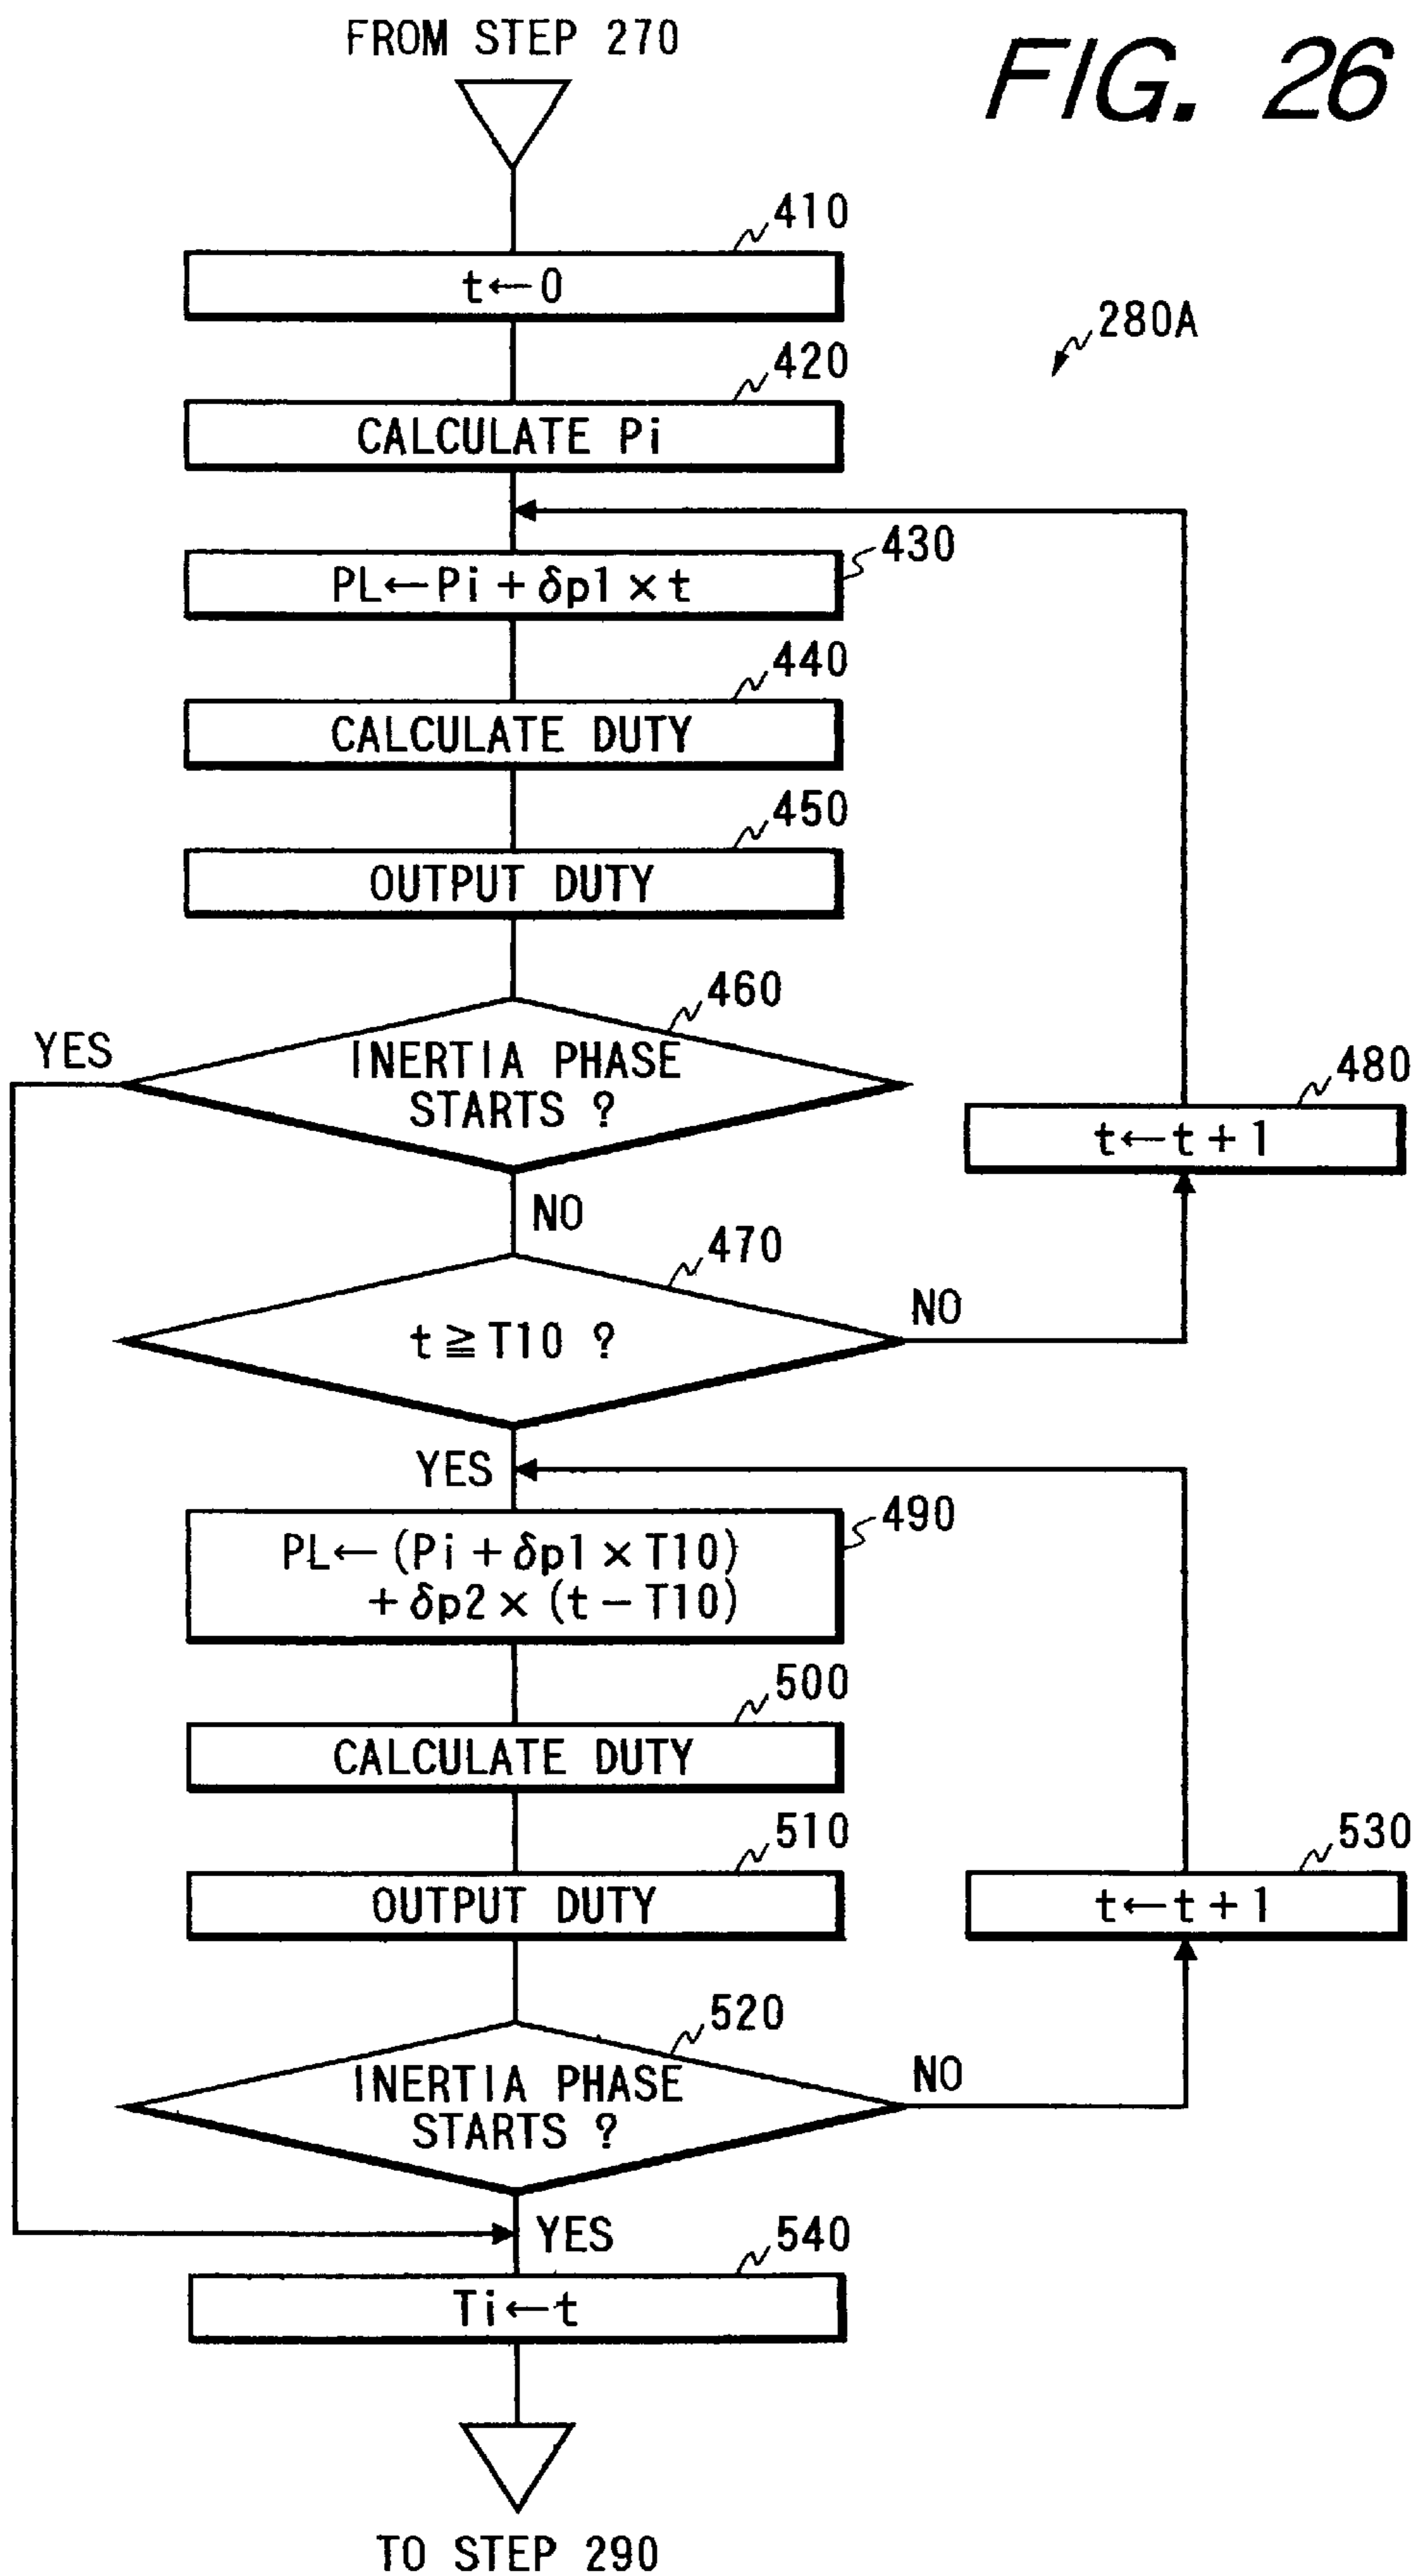 FROM STEP 270
FIG. 26
410
t←0
280A
420
CALCULATE Pi
430
PL←Pi+δp1×t
440
CALCULATE DUTY
450
OUTPUT DUTY
460
YES
INERTIA PHASE
STARTS ?
480
t←t+1
NO
470
NO
t≧T10 ?
YES
490
PL←(Pi+δp1×T10)
+δp2×(t-T10)
500
CALCULATE DUTY
510
OUTPUT DUTY
530
t←t+1
520
NO
INERTIA PHASE
STARTS ?
YES
540
Ti←t
TO STEP 290